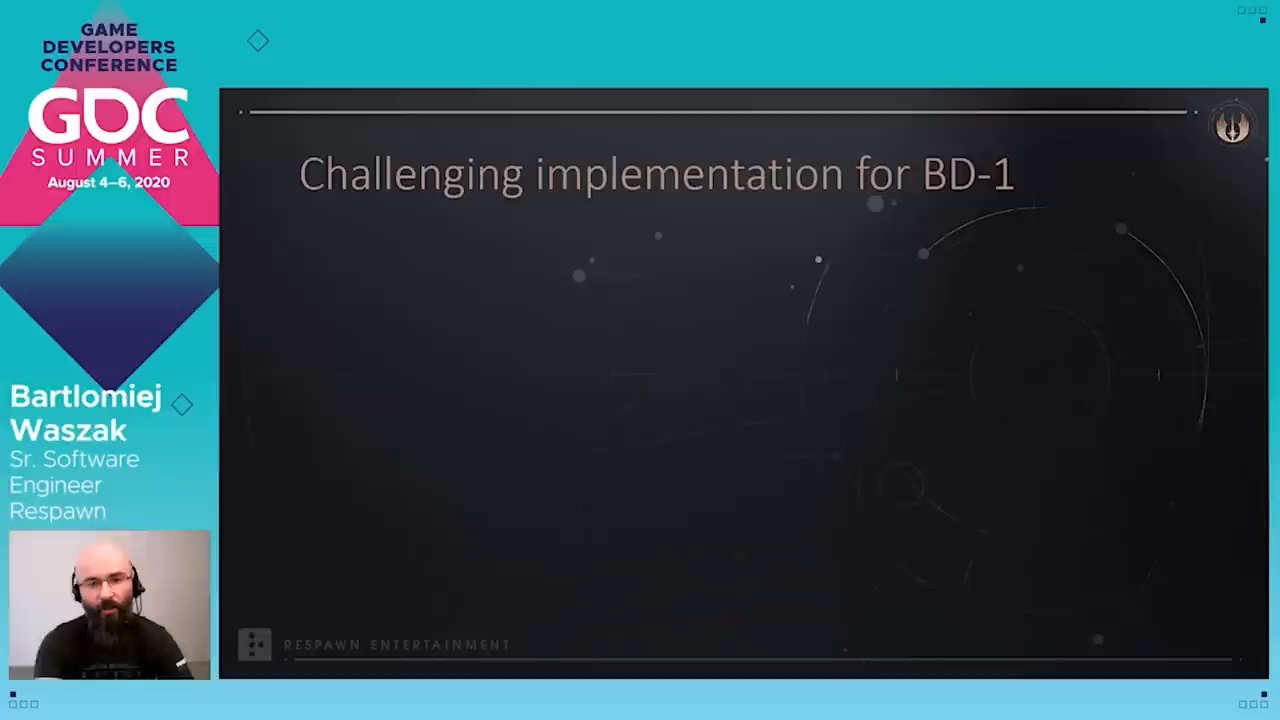 GAME
DEVELOPERS
CONFERENCE
GDC
SUMMER
August 4–6, 2020
Bartlomiej
Waszak
Sr. Software
Engineer
Respawn
Challenging implementation for BD-1
RESPAWN ENTERTAINMENT